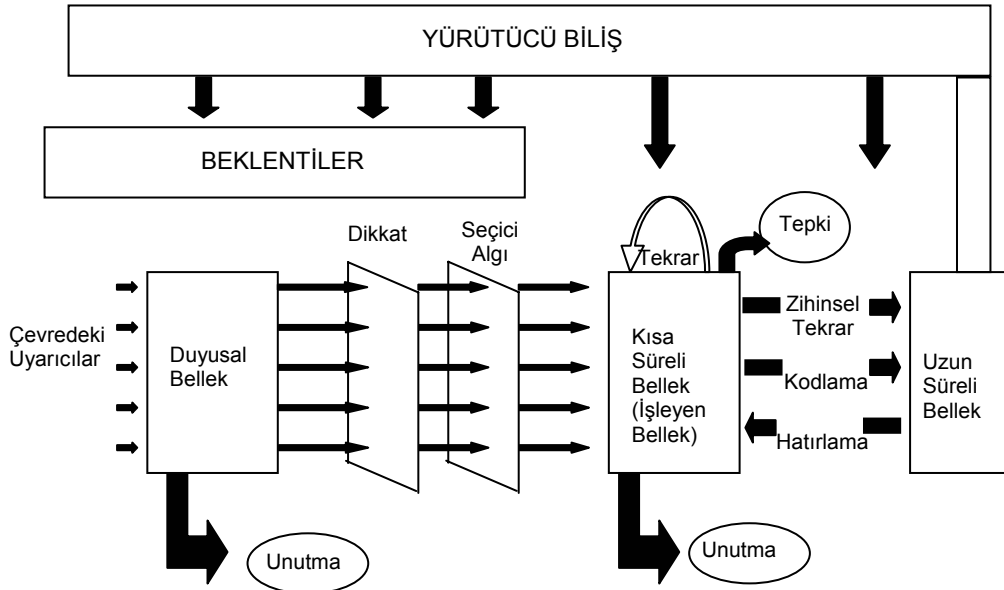 YÜRÜTÜCÜ BİLİŞ
BEKLENTİLER
Dikkat
Seçici
Algı
Tekrar
Tepki
Çevredeki
Uyarıcılar
Duyusal
Bellek
Kısa
Süreli
Bellek
(İşleyen
Bellek)
Zihinsel
Tekrar
Kodlama
Hatırlama
Uzun
Süreli
Bellek
Unutma
Unutma